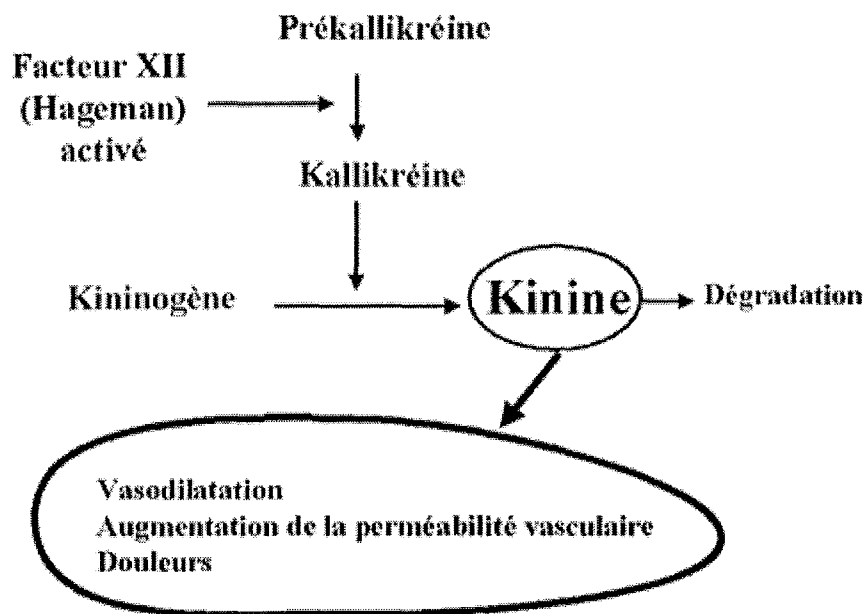 Prékallikréine
Facteur XII
(Hageman)
activé
Kallikréine
Kininogène
Kinine
Dégradation
Vasodilatation
Augmentation de la perméabilité vasculaire
Douleurs